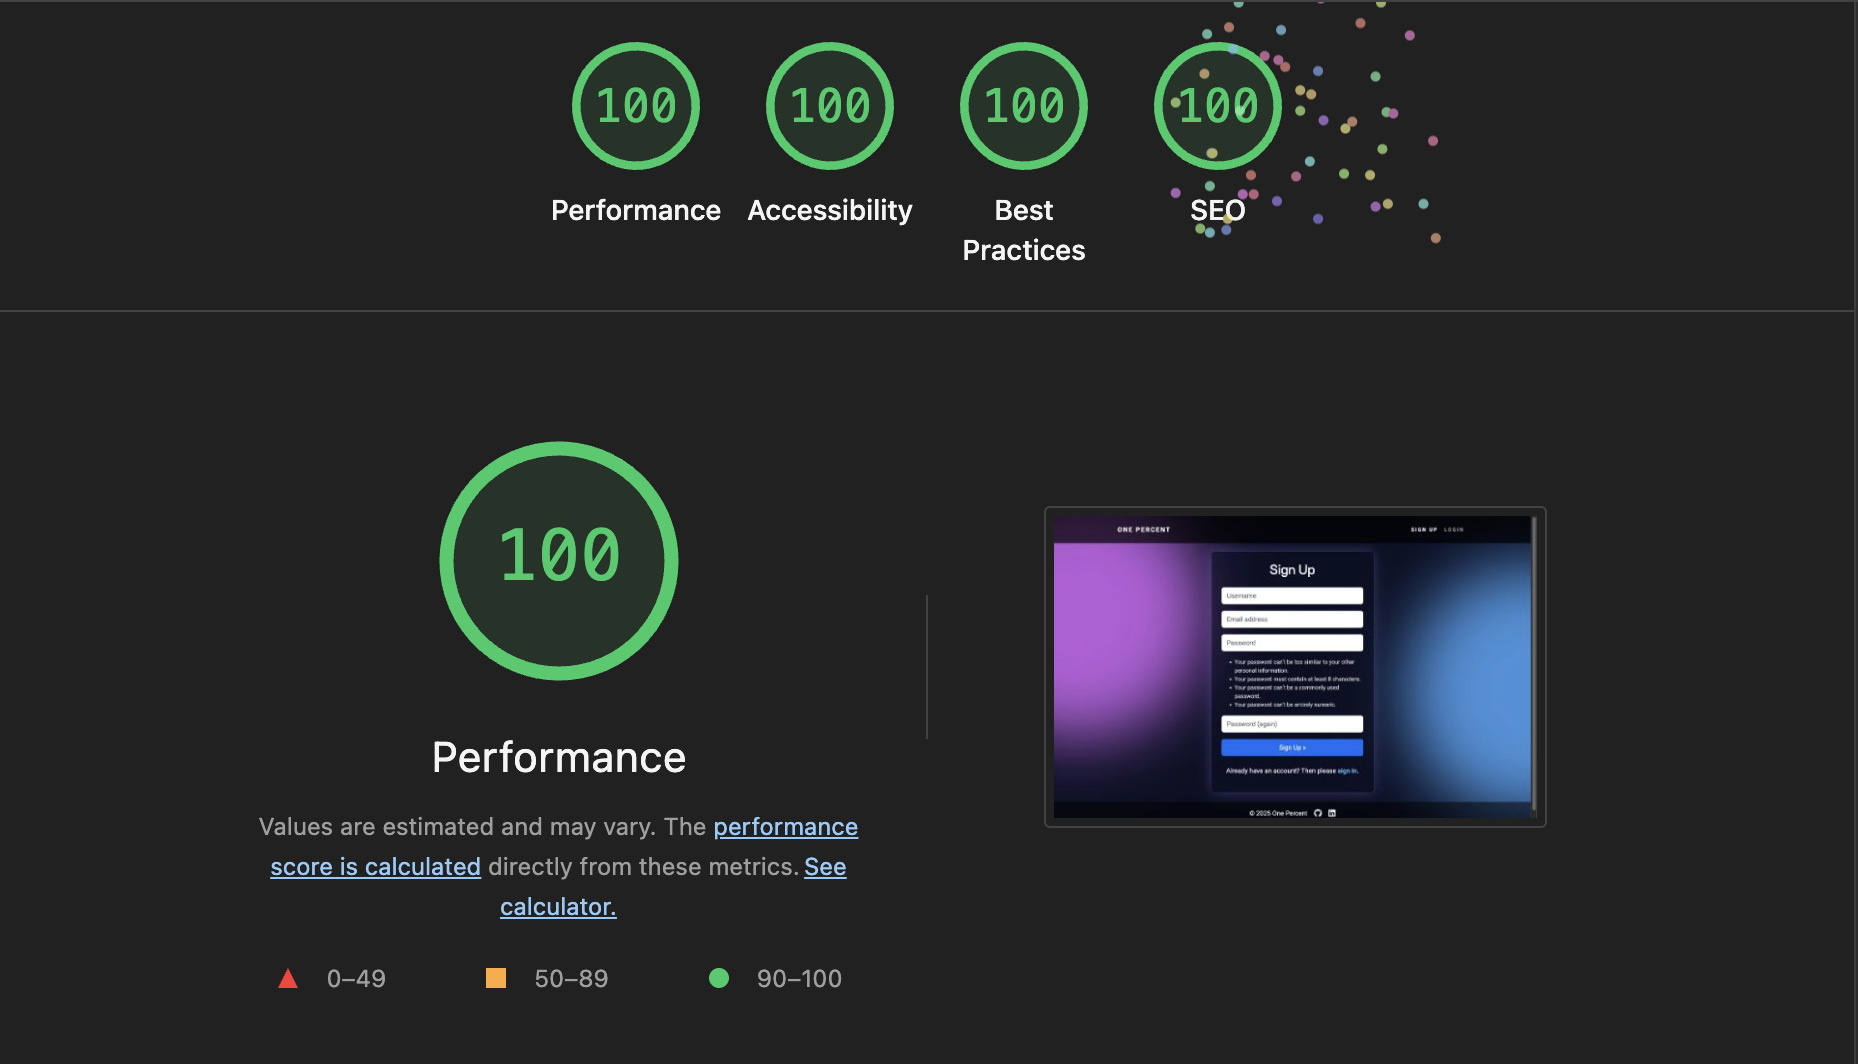 100 100 100 100
Performance Accessibility Best Practices SEO
100
Performance
Values are estimated and may vary. The performance
score is calculated directly from these metrics. See
calculator.
0–49 50–89 90–100
ONE PERCENT SIGN UP LOGIN
Sign Up
Username
Email address
Password
• Your password can't be too similar to your other
personal information.
• Your password must contain at least 8 characters.
• Your password can't be a commonly used
password.
• Your password can't be entirely numeric.
Password (again)
Sign Up »
Already have an account? Then please sign in.
© 2025 One Percent